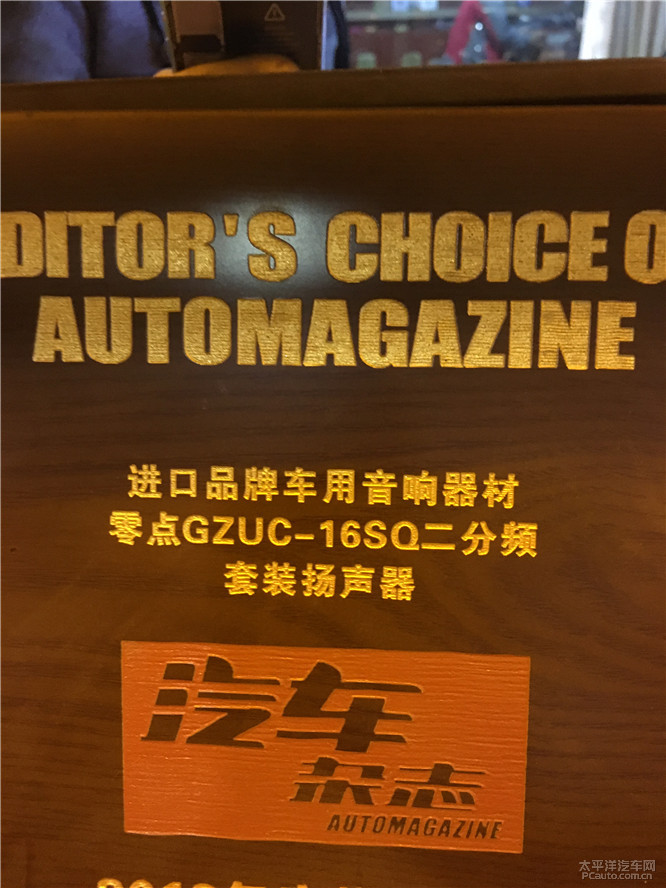 DITOR'S CHOICE O
AUTOMAGAZINE
进口品牌车用音响器材
零点GZUC-16SQ二分频
套装扬声器
汽车
杂志
AUTOMAGAZINE
太平洋汽车网
PCauto.com.cn